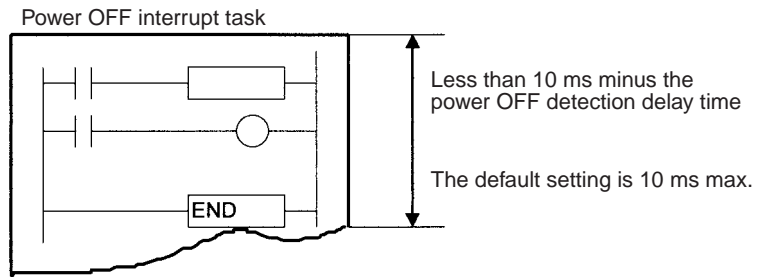 Power OFF interrupt task
Less than 10 ms minus the
power OFF detection delay time
The default setting is 10 ms max.
END